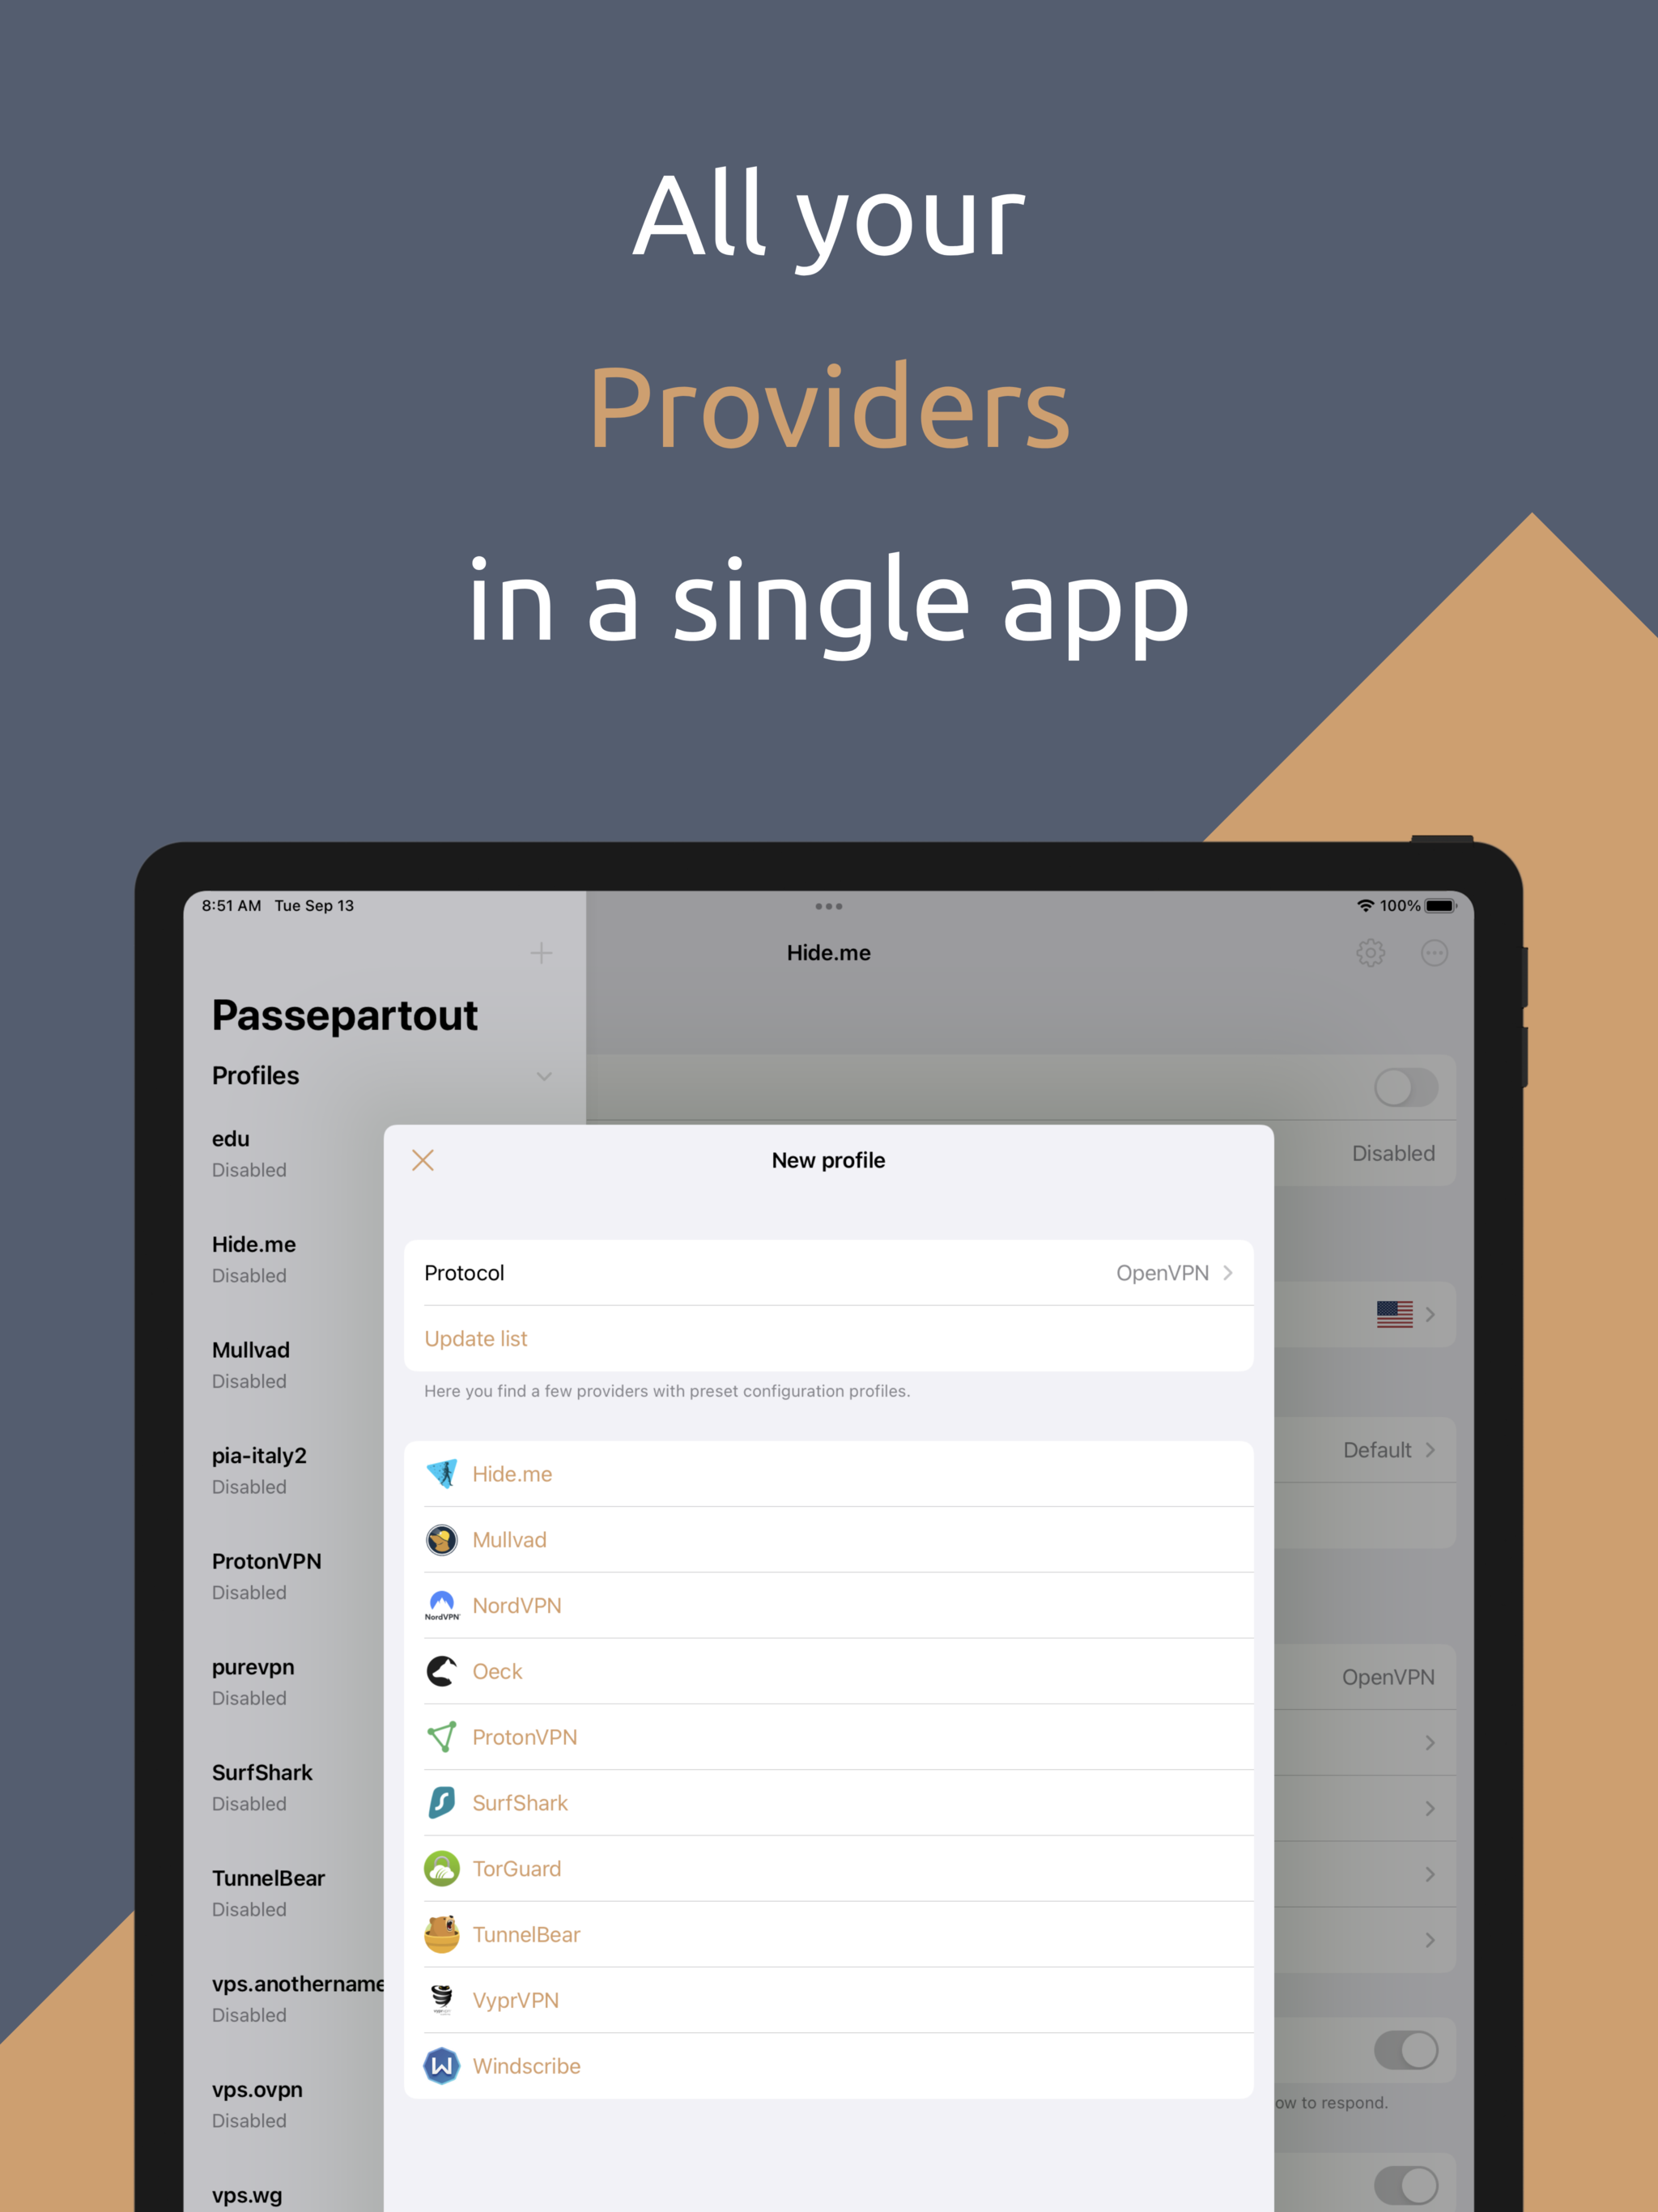 All your
Providers
in a single app
8:51 AM Tue Sep 13
100%
Hide.me
Passepartout
Profiles
edu
Disabled
Hide.me
Disabled
Mullvad
Disabled
pia-italy2
Disabled
ProtonVPN
Disabled
purevpn
Disabled
SurfShark
Disabled
TunnelBear
Disabled
vps.anothername
Disabled
vps.ovpn
Disabled
vps.wg
New profile
Protocol OpenVPN
Update list
Here you find a few providers with preset configuration profiles.
Hide.me
Mullvad
NordVPN NordVPN
Oeck
ProtonVPN
SurfShark
TorGuard
TunnelBear
VyprVPN
Windscribe
Disabled
Default
OpenVPN
ow to respond.